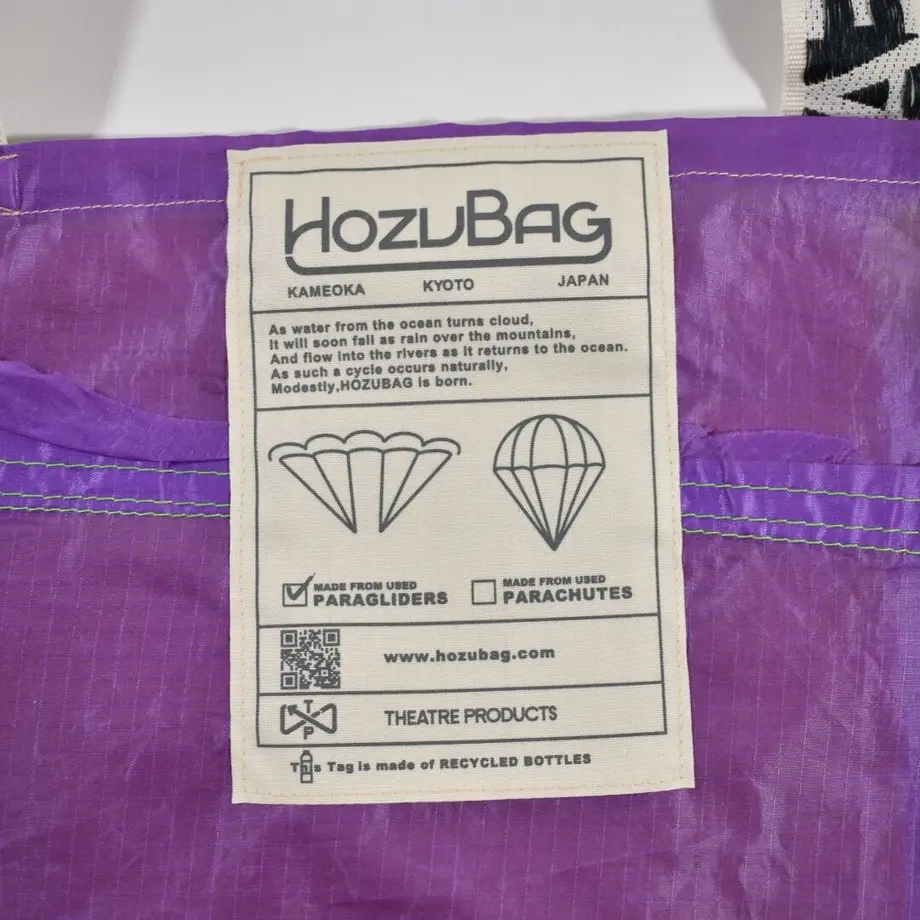 HOZUBAG
KAMEOKA KYOTO JAPAN
As water from the ocean turns cloud,
It will soon fall as rain over the mountains,
And flow into the rivers as it returns to the ocean.
As such a cycle occurs naturally,
Modestly,HOZUBAG is born.
MADE FROM USED
PARAGLIDERS
MADE FROM USED
PARACHUTES
www.hozubag.com
T
P
THEATRE PRODUCTS
This Tag is made of RECYCLED BOTTLES